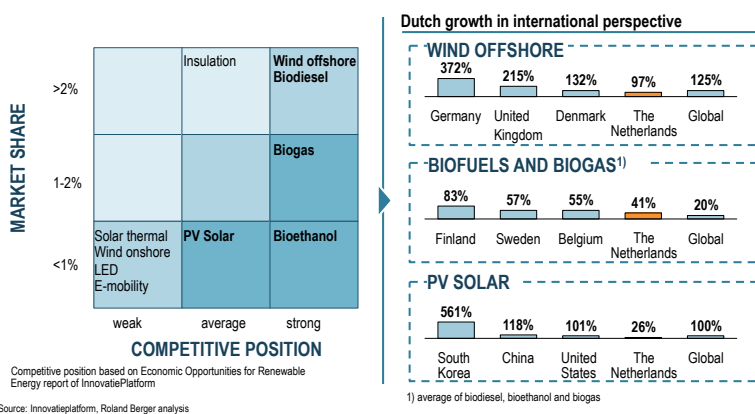 Dutch growth in international perspective
MARKET SHARE
>2%
1-2%
<1%
Insulation
Wind offshore
Biodiesel
Biogas
Solar thermal
Wind onshore
LED
E-mobility
PV Solar
Bioethanol
weak
average
strong
COMPETITIVE POSITION
Competitive position based on Economic Opportunities for Renewable
Energy report of InnovatiePlatform
Source: Innovatieplatform, Roland Berger analysis
WIND OFFSHORE
372%
215%
132%
97%
125%
Germany
United
Kingdom
Denmark
The
Netherlands
Global
BIOFUELS AND BIOGAS1)
83%
57%
55%
41%
20%
Finland
Sweden
Belgium
The
Netherlands
Global
PV SOLAR
561%
118%
101%
26%
100%
South
Korea
China
United
States
The
Netherlands
Global
1) average of biodiesel, bioethanol and biogas